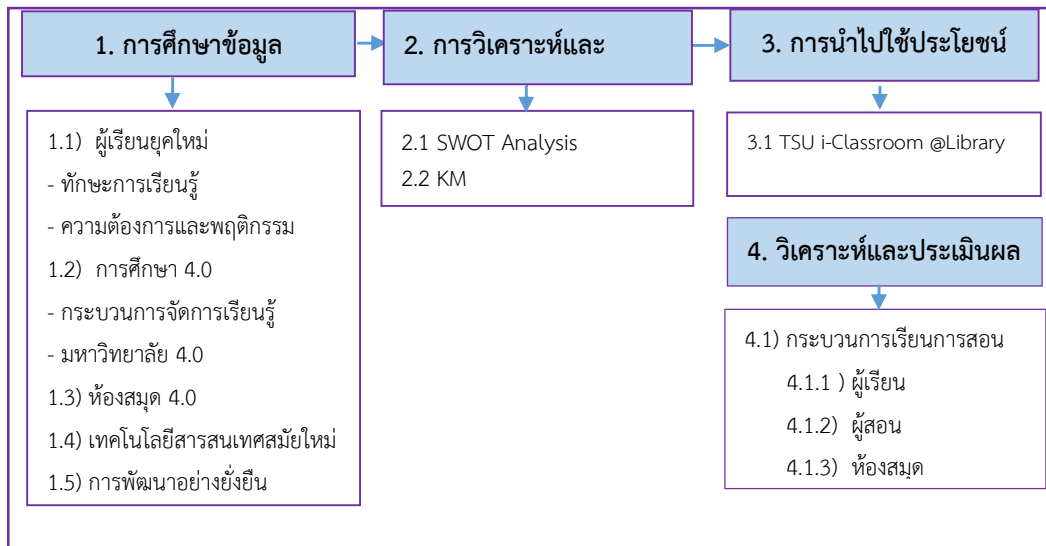 1. การศึกษาข้อมูล
1.1) ผู้เรียนยุคใหม่
- ทักษะการเรียนรู้
- ความต้องการและพฤติกรรม
1.2) การศึกษา 4.0
- กระบวนการจัดการเรียนรู้
- มหาวิทยาลัย 4.0
1.3) ห้องสมุด 4.0
1.4) เทคโนโลยีสารสนเทศสมัยใหม่
1.5) การพัฒนาอย่างยั่งยืน
2. การวิเคราะห์และ
2.1 SWOT Analysis
2.2 KM
3. การนำไปใช้ประโยชน์
3.1 TSU i-Classroom @Library
4. วิเคราะห์และประเมินผล
4.1) กระบวนการเรียนการสอน
4.1.1 ) ผู้เรียน
4.1.2) ผู้สอน
4.1.3) ห้องสมุด